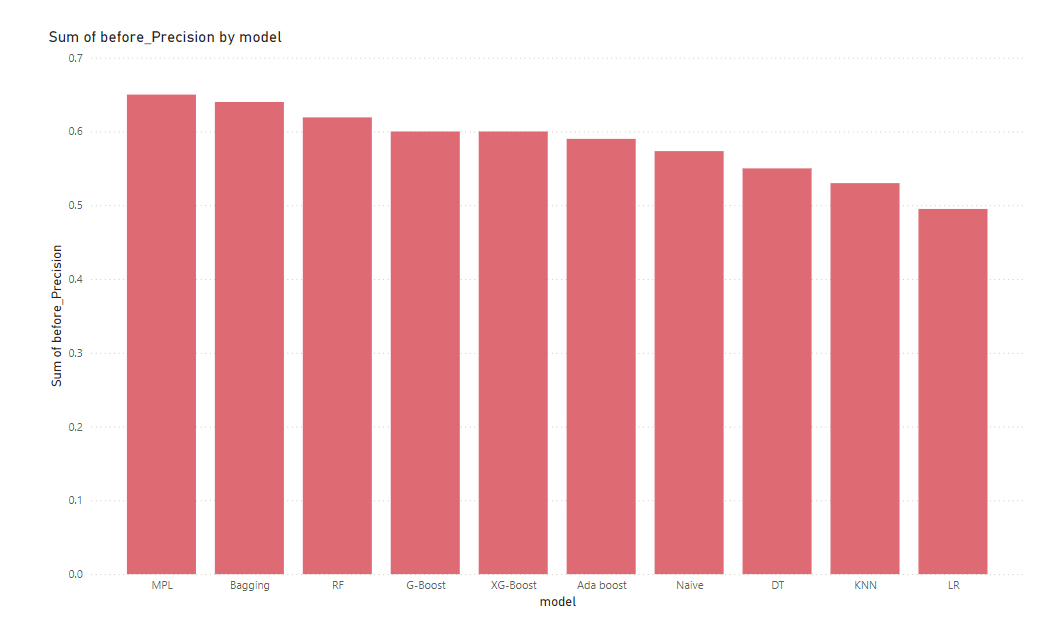 Sum of before_Precision by model
Sum of before_Precision
0.7
0.6
0.5
0.4
0.3
0.2
0.1
0.0
MPL Bagging RF G-Boost XG-Boost Ada boost Naive DT KNN LR
model